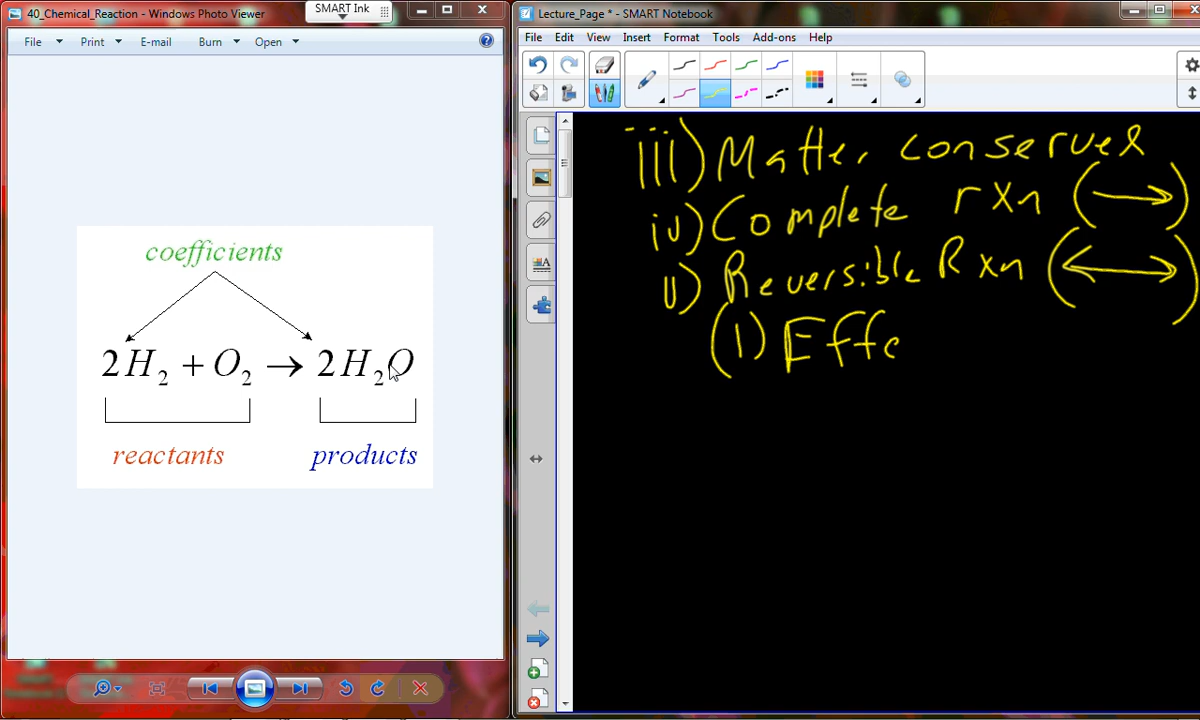 40_Chemical_Reaction - Windows Photo Viewer
SMART Ink
File Print E-mail Burn Open
coefficients
2H2 + O2 → 2H2O
reactants products
Lecture_Page * - SMART Notebook
File Edit View Insert Format Tools Add-ons Help
iii) Matter conserved
iv) Complete rxn (→)
v) Reversible Rxn (↔)
(1) Effe